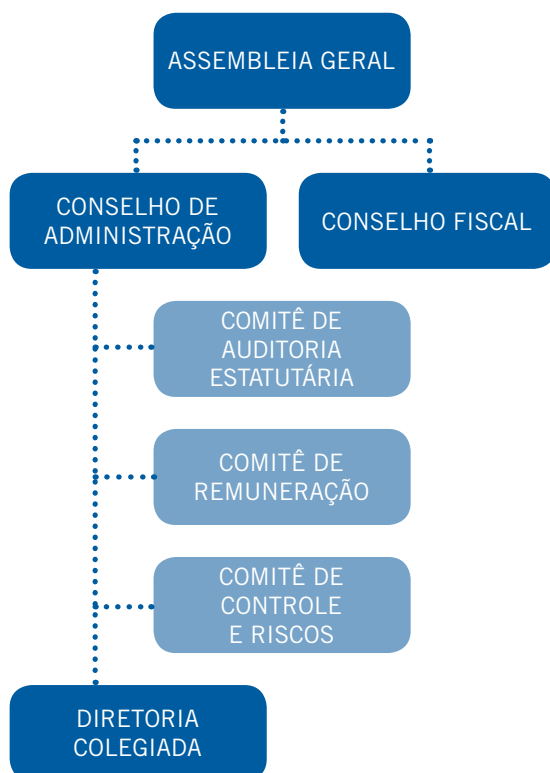 ASSEMBLEIA GERAL
CONSELHO DE
ADMINISTRAÇÃO
CONSELHO FISCAL
COMITÊ DE
AUDITORIA
ESTATUTÁRIA
COMITÊ DE
REMUNERAÇÃO
COMITÊ DE
CONTROLE
E RISCOS
DIRETORIA
COLEGIADA